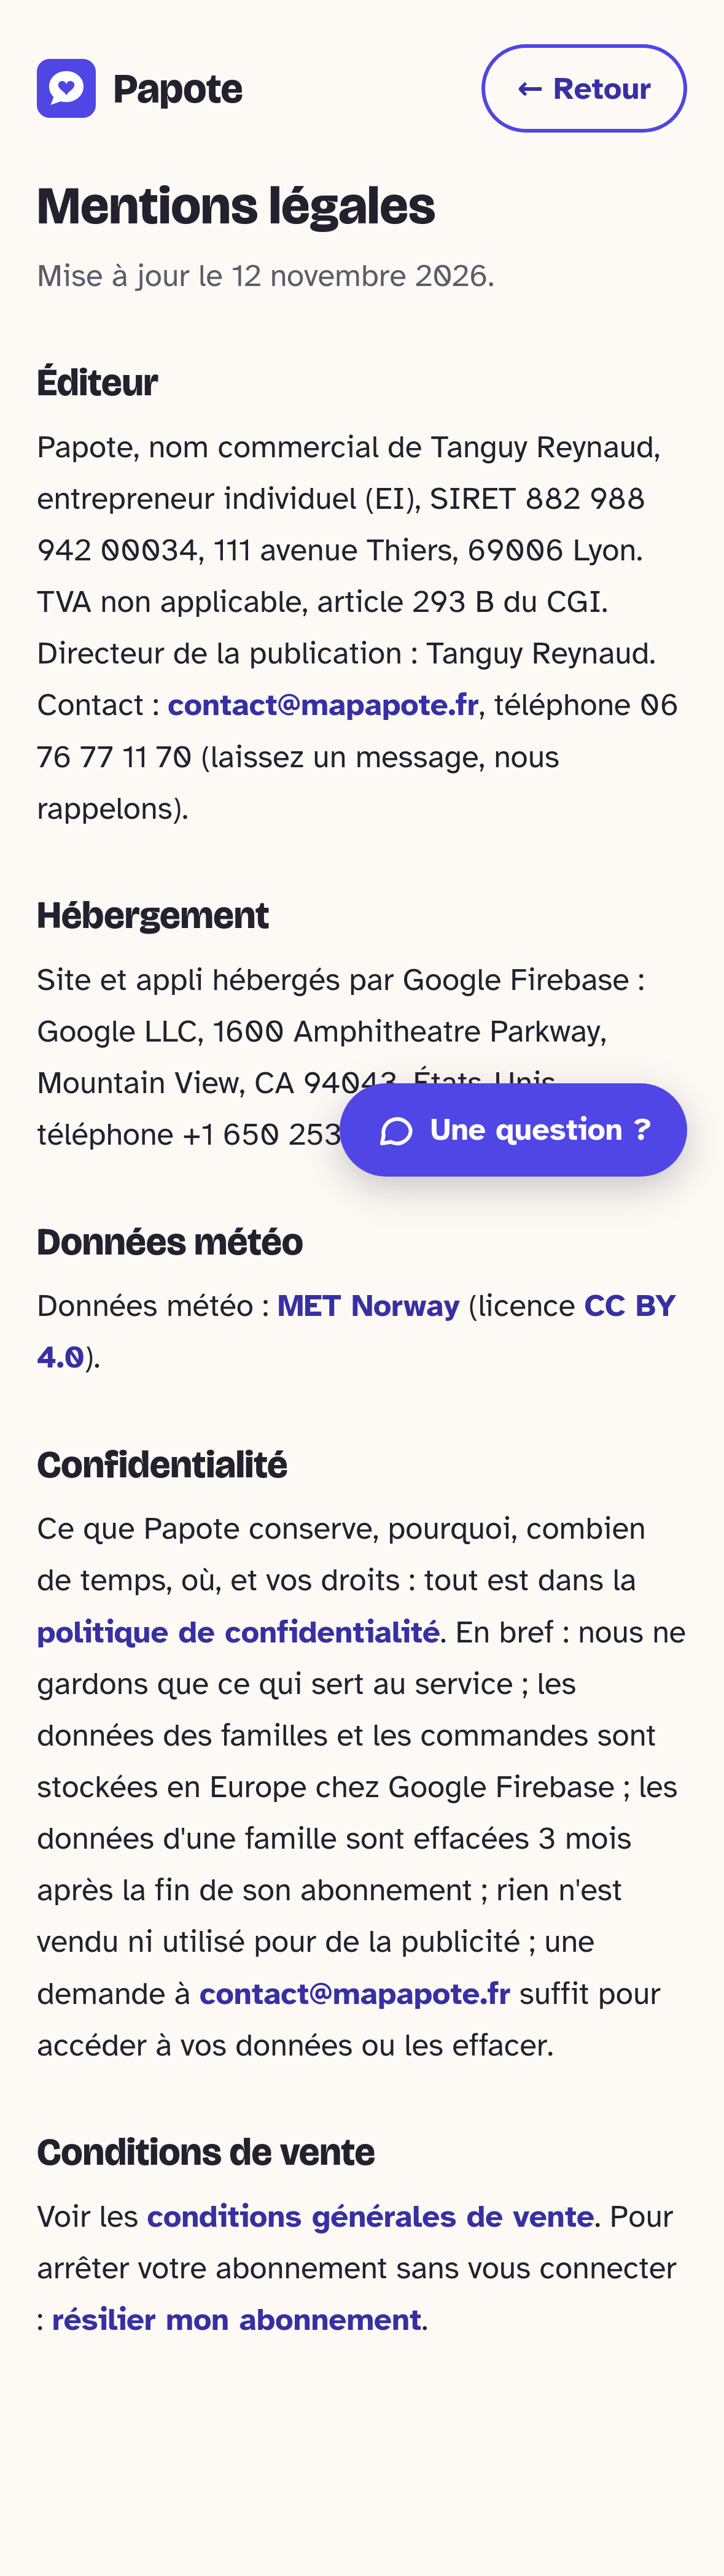 Papote
← Retour
Mentions légales
Mise à jour le 12 novembre 2026.
Éditeur
Papote, nom commercial de Tanguy Reynaud,
entrepreneur individuel (EI), SIRET 882 988
942 00034, 111 avenue Thiers, 69006 Lyon.
TVA non applicable, article 293 B du CGI.
Directeur de la publication : Tanguy Reynaud.
Contact : contact@mapapote.fr, téléphone 06
76 77 11 70 (laissez un message, nous
rappelons).
Hébergement
Site et appli hébergés par Google Firebase :
Google LLC, 1600 Amphitheatre Parkway,
Mountain View, CA 94043, États-Unis,
téléphone +1 650 253
Une question ?
Données météo
Données météo : MET Norway (licence CC BY
4.0).
Confidentialité
Ce que Papote conserve, pourquoi, combien
de temps, où, et vos droits : tout est dans la
politique de confidentialité. En bref : nous ne
gardons que ce qui sert au service ; les
données des familles et les commandes sont
stockées en Europe chez Google Firebase ; les
données d'une famille sont effacées 3 mois
après la fin de son abonnement ; rien n'est
vendu ni utilisé pour de la publicité ; une
demande à contact@mapapote.fr suffit pour
accéder à vos données ou les effacer.
Conditions de vente
Voir les conditions générales de vente. Pour
arrêter votre abonnement sans vous connecter
: résilier mon abonnement.